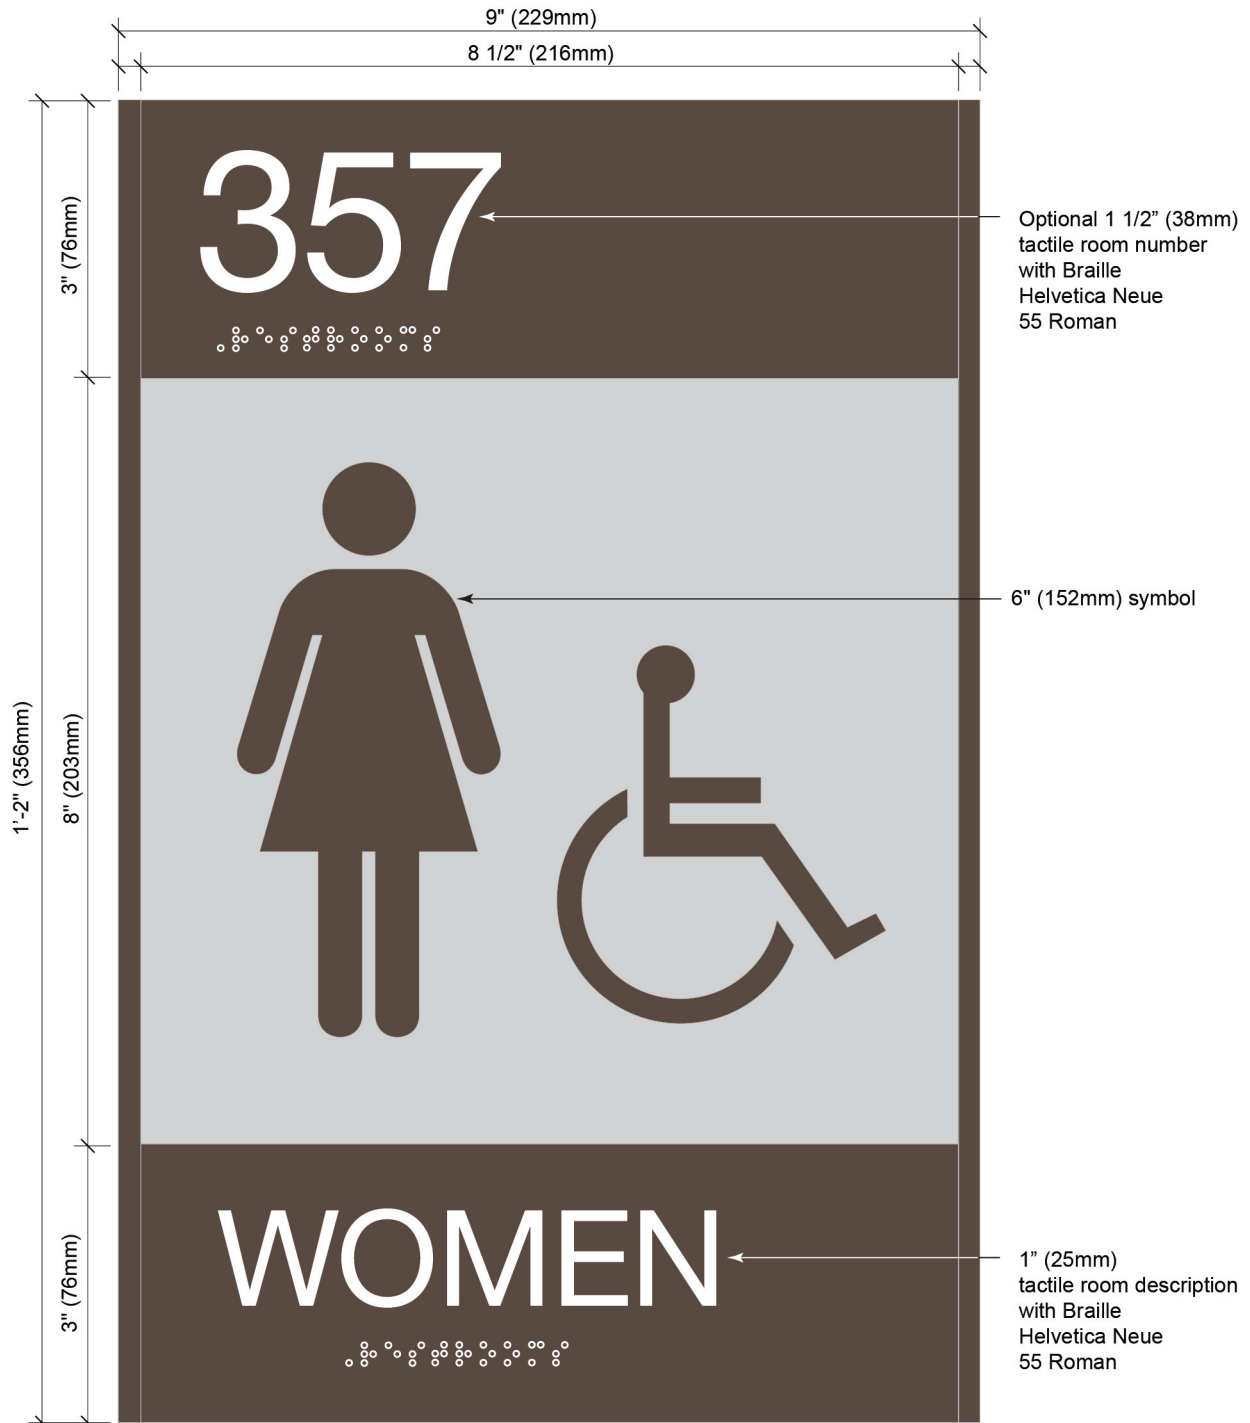 9" (229mm)
8 1/2" (216mm)
357
3" (76mm)
Optional 1 1/2” (38mm)
tactile room number
with Braille
Helvetica Neue
55 Roman
6" (152mm) symbol
1'-2" (356mm)
8" (203mm)
WOMEN
3" (76mm)
1” (25mm)
tactile room description
with Braille
Helvetica Neue
55 Roman